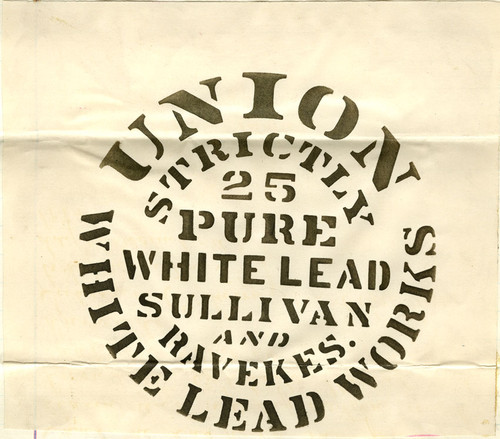 UNION
STRICTLY
25
PURE
WHITE LEAD
SULLIVAN
AND
RAVEKES.
WHITE LEAD WORKS